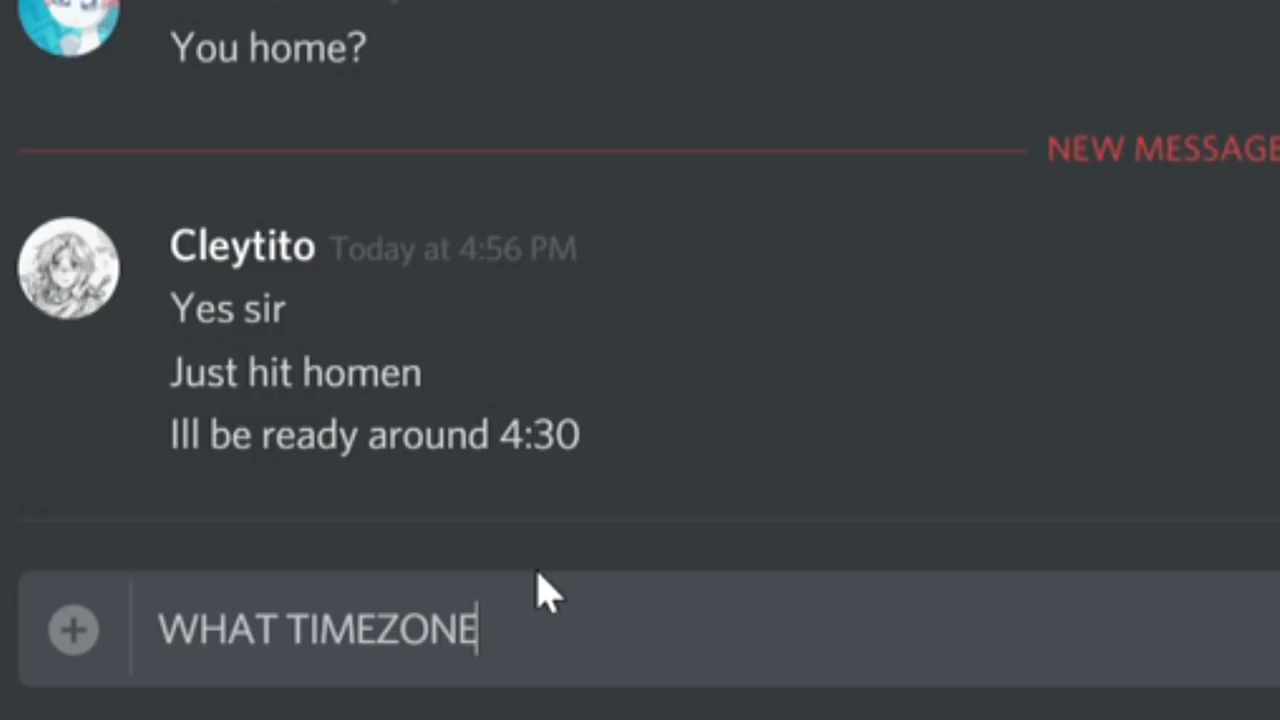 You home?
NEW MESSAGE
Cleytito Today at 4:56 PM
Yes sir
Just hit homen
Ill be ready around 4:30
WHAT TIMEZONE